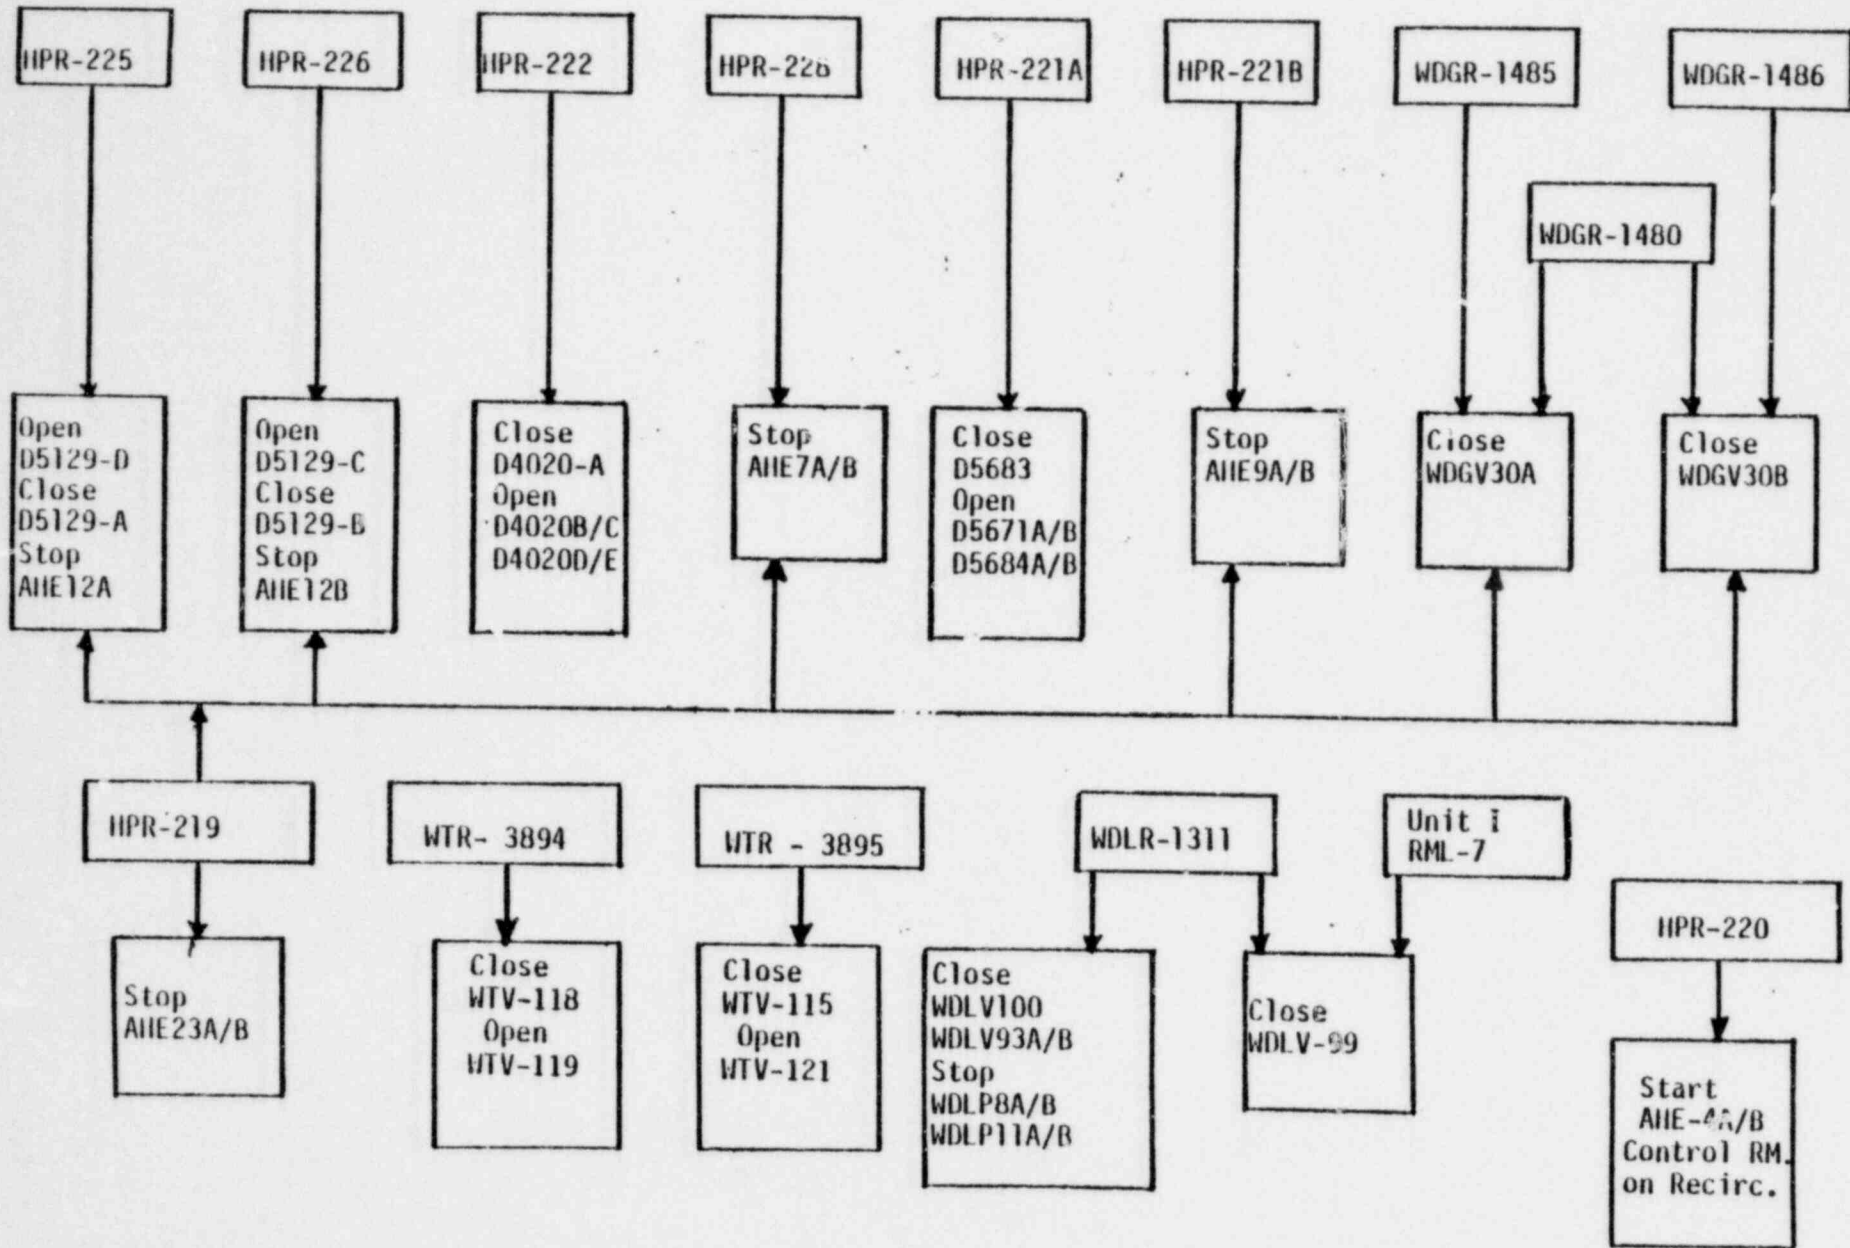 HPR-225
HPR-226
HPR-222
HPR-228
HPR-221A
HPR-221B
WDGR-1485
WDGR-1486
WDGR-1480
Open
D5129-D
Close
D5129-A
Stop
AHE12A
Open
D5129-C
Close
D5129-B
Stop
AHE12B
Close
D4020-A
Open
D4020B/C
D4020D/E
Stop
AHE7A/B
Close
D5683
Open
D5671A/B
D5684A/B
Stop
AHE9A/B
Close
WDGV30A
Close
WDGV30B
HPR-219
WTR- 3894
WTR - 3895
WDLR-1311
Unit I
RML-7
HPR-220
Stop
AHE23A/B
Close
WTV-118
Open
WTV-119
Close
WTV-115
Open
WTV-121
Close
WDLV100
WDLV93A/B
Stop
WDLP8A/B
WDLP11A/B
Close
WDLV-99
Start
AHE-4A/B
Control RM.
on Recirc.